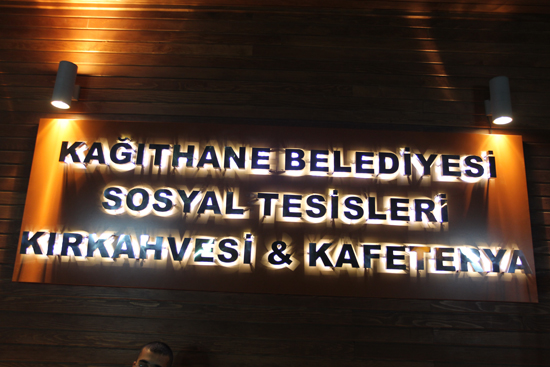 KAĞITHANE BELEDİYESİ
SOSYAL TESİSLERİ
KIRKAHVESİ & KAFETERYA